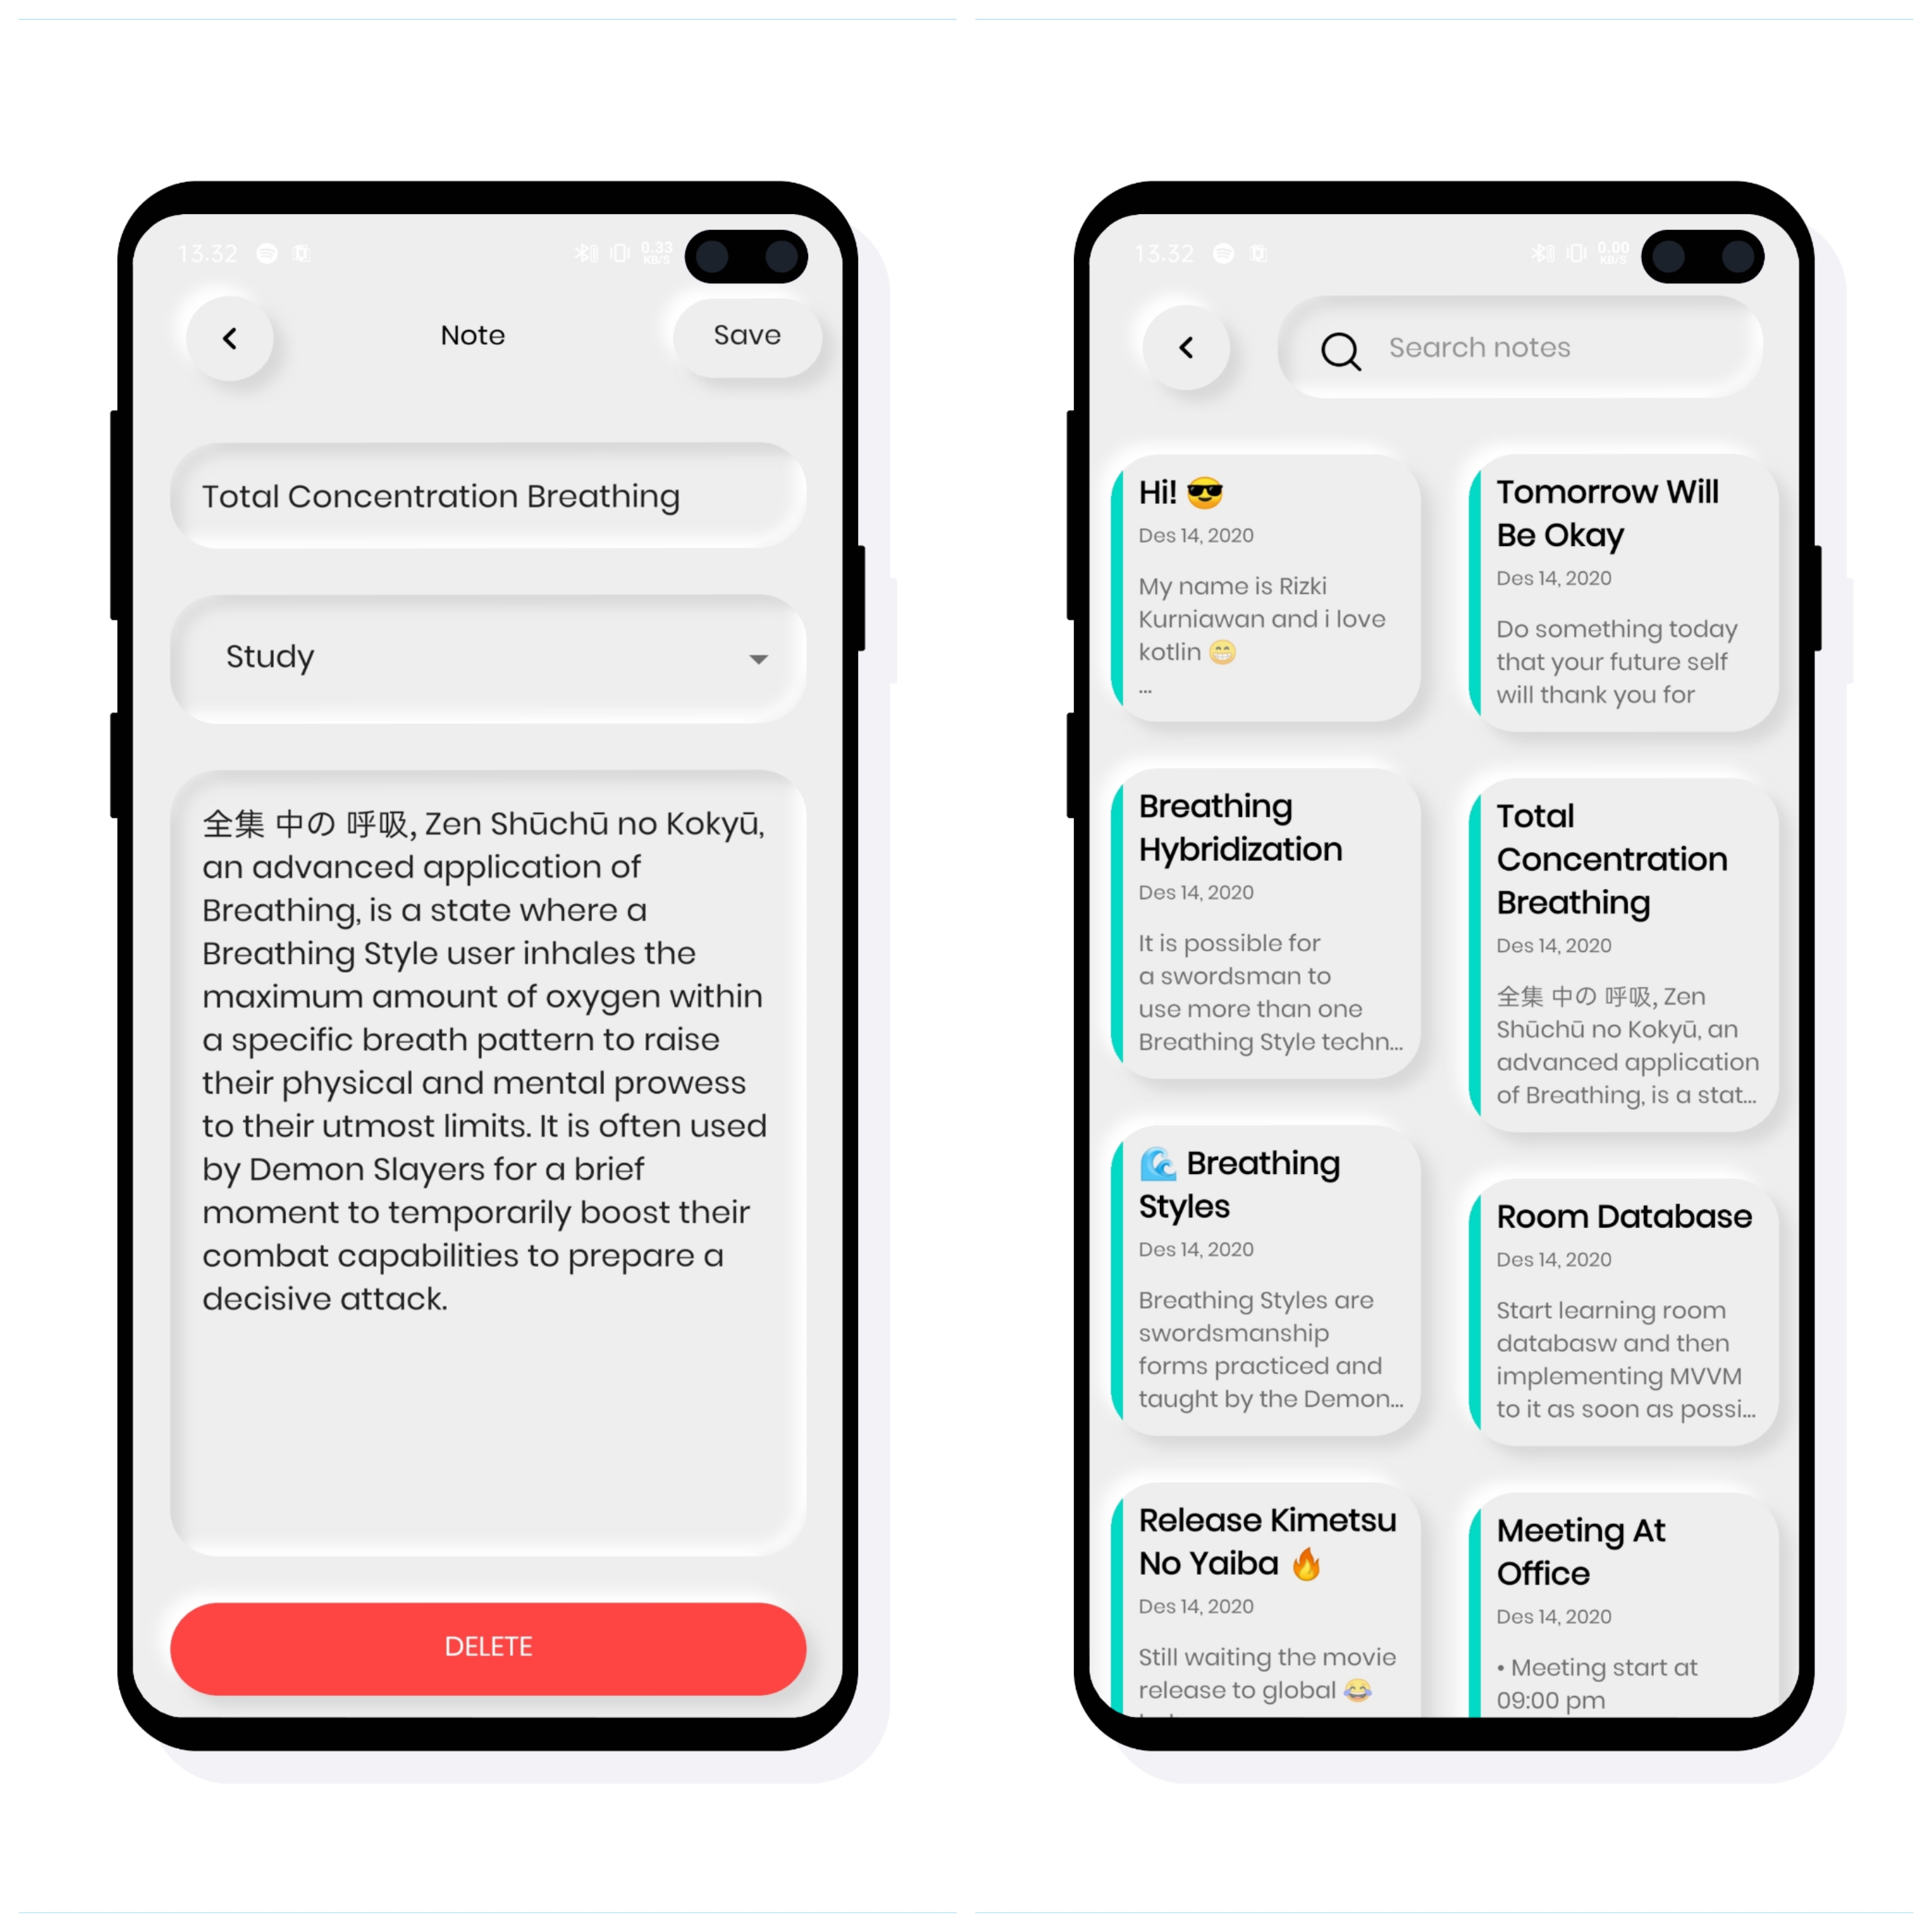 13.32
0.33
KB/S
Note
Save
Total Concentration Breathing
Study
全集 中の 呼吸, Zen Shūchū no Kokyū,
an advanced application of
Breathing, is a state where a
Breathing Style user inhales the
maximum amount of oxygen within
a specific breath pattern to raise
their physical and mental prowess
to their utmost limits. It is often used
by Demon Slayers for a brief
moment to temporarily boost their
combat capabilities to prepare a
decisive attack.
DELETE
13.32
0.00
KB/S
Search notes
Hi! 😎
Des 14, 2020
My name is Rizki
Kurniawan and i love
kotlin 😁
...
Tomorrow Will
Be Okay
Des 14, 2020
Do something today
that your future self
will thank you for
Breathing
Hybridization
Des 14, 2020
It is possible for
a swordsman to
use more than one
Breathing Style techn...
Total
Concentration
Breathing
Des 14, 2020
全集 中の 呼吸, Zen
Shūchū no Kokyū, an
advanced application
of Breathing, is a stat...
🌊 Breathing
Styles
Des 14, 2020
Breathing Styles are
swordsmanship
forms practiced and
taught by the Demon...
Room Database
Des 14, 2020
Start learning room
databasw and then
implementing MVVM
to it as soon as possi...
Release Kimetsu
No Yaiba 🔥
Des 14, 2020
Still waiting the movie
release to global 😂
Meeting At
Office
Des 14, 2020
• Meeting start at
09:00 pm